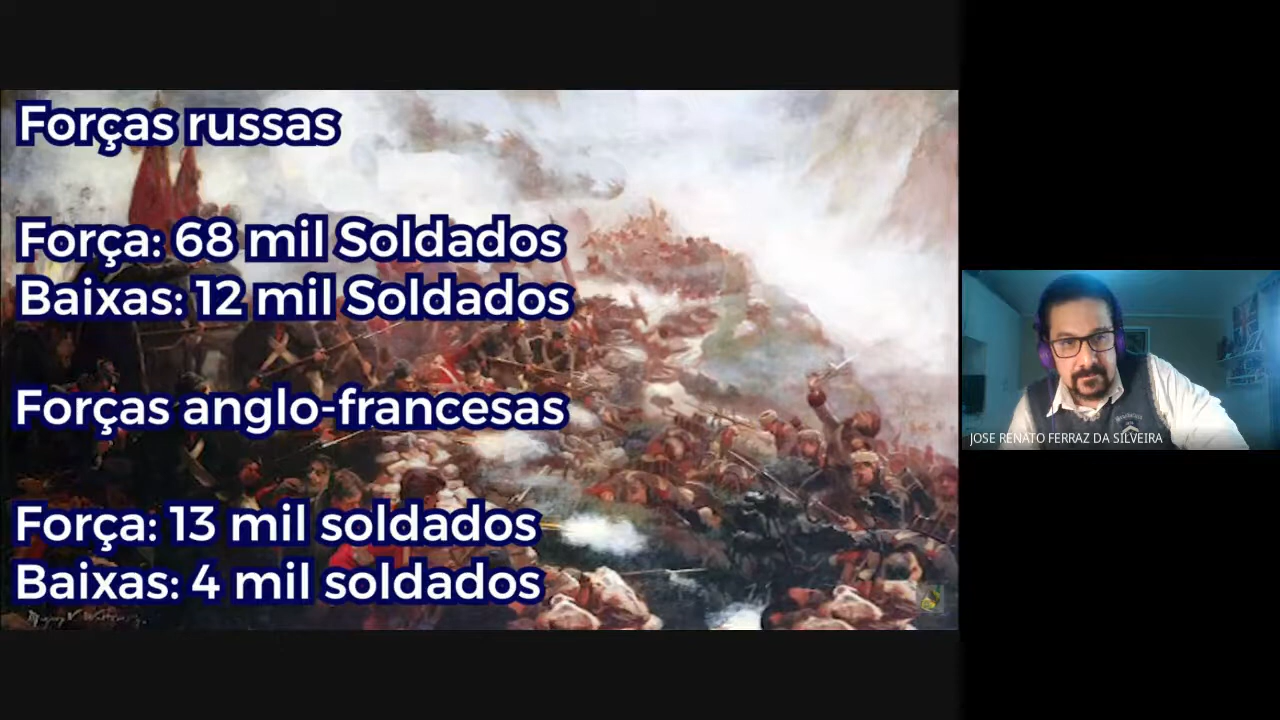 Forças russas
Força: 68 mil Soldados
Baixas: 12 mil Soldados
Forças anglo-francesas
Força: 13 mil soldados
Baixas: 4 mil soldados
JOSE RENATO FERRAZ DA SILVEIRA